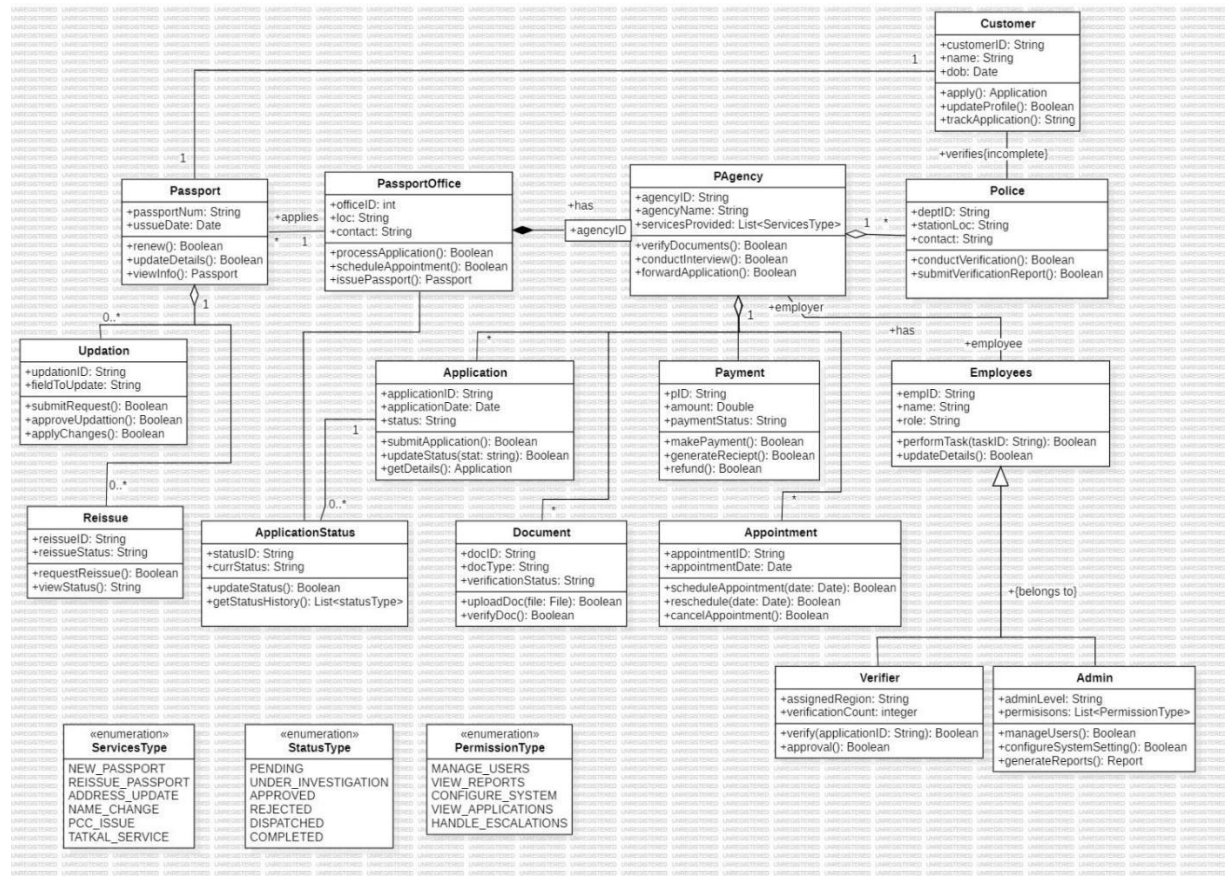 Customer
+customerID: String
+name: String
+dob: Date
+apply(): Application
+updateProfile(): Boolean
+trackApplication(): String
1
1
+verifies{incomplete}
Passport
+passportNum: String
+ussueDate: Date
+renew(): Boolean
+updateDetails(): Boolean
+viewInfo(): Passport
+applies
*
1
PassportOffice
+officeID: int
+loc: String
+contact: String
+processApplication(): Boolean
+scheduleAppointment(): Boolean
+issuePassport(): Passport
+has
+agencyID
PAgency
+agencyID: String
+agencyName: String
+servicesProvided: List<ServicesType>
+verifyDocuments(): Boolean
+conductInterview(): Boolean
+forwardApplication(): Boolean
1
*
Police
+deptID: String
+stationLoc: String
+contact: String
+conductVerification(): Boolean
+submitVerificationReport(): Boolean
1
0..*
1
+employer
+has
+employee
*
Updation
+updationID: String
+fieldToUpdate: String
+submitRequest(): Boolean
+approveUpdattion(): Boolean
+applyChanges(): Boolean
Application
+applicationID: String
+applicationDate: Date
+status: String
+submitApplication(): Boolean
+updateStatus(stat: string): Boolean
+getDetails(): Application
Payment
+pID: String
+amount: Double
+paymentStatus: String
+makePayment(): Boolean
+generateReciept(): Boolean
+refund(): Boolean
Employees
+empID: String
+name: String
+role: String
+performTask(taskID: String): Boolean
+updateDetails(): Boolean
1
0..*
0..*
*
*
Reissue
+reissueID: String
+reissueStatus: String
+requestReissue(): Boolean
+viewStatus(): String
ApplicationStatus
+statusID: String
+currStatus: String
+updateStatus(): Boolean
+getStatusHistory(): List<statusType>
Document
+docID: String
+docType: String
+verificationStatus: String
+uploadDoc(file: File): Boolean
+verifyDoc(): Boolean
Appointment
+appointmentID: String
+appointmentDate: Date
+scheduleAppointment(date: Date): Boolean
+reschedule(date: Date): Boolean
+cancelAppointment(): Boolean
+{belongs to}
Verifier
+assignedRegion: String
+verificationCount: integer
+verify(applicationID: String): Boolean
+approval(): Boolean
Admin
+adminLevel: String
+permisisons: List<PermissionType>
+manageUsers(): Boolean
+configureSystemSetting(): Boolean
+generateReports(): Report
«enumeration»
ServicesType
NEW_PASSPORT
REISSUE_PASSPORT
ADDRESS_UPDATE
NAME_CHANGE
PCC_ISSUE
TATKAL_SERVICE
«enumeration»
StatusType
PENDING
UNDER_INVESTIGATION
APPROVED
REJECTED
DISPATCHED
COMPLETED
«enumeration»
PermissionType
MANAGE_USERS
VIEW_REPORTS
CONFIGURE_SYSTEM
VIEW_APPLICATIONS
HANDLE_ESCALATIONS